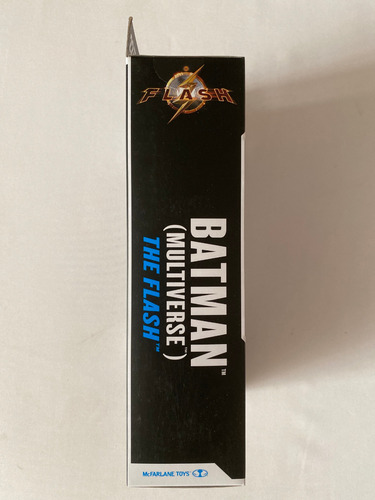 FLASH
BATMAN™
(MULTIVERSE™)
THE FLASH™
McFARLANE TOYS